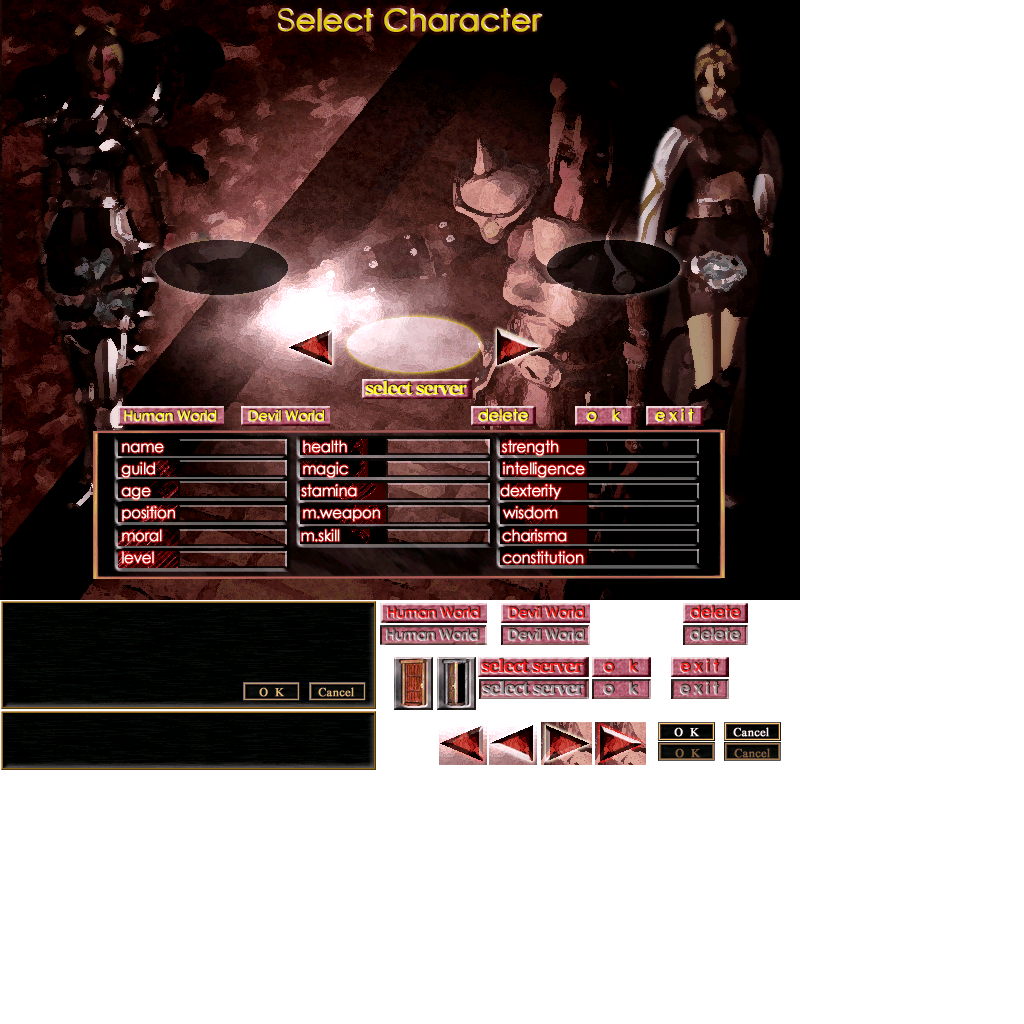 Select Character
select server
Human World Devil World delete o k exit
name health strength
guild magic intelligence
age stamina dexterity
position m.weapon wisdom
moral m.skill charisma
level constitution
Human World Devil World delete
Human World Devil World delete
select server o k exit
select server o k exit
O K Cancel
O K Cancel
O K Cancel